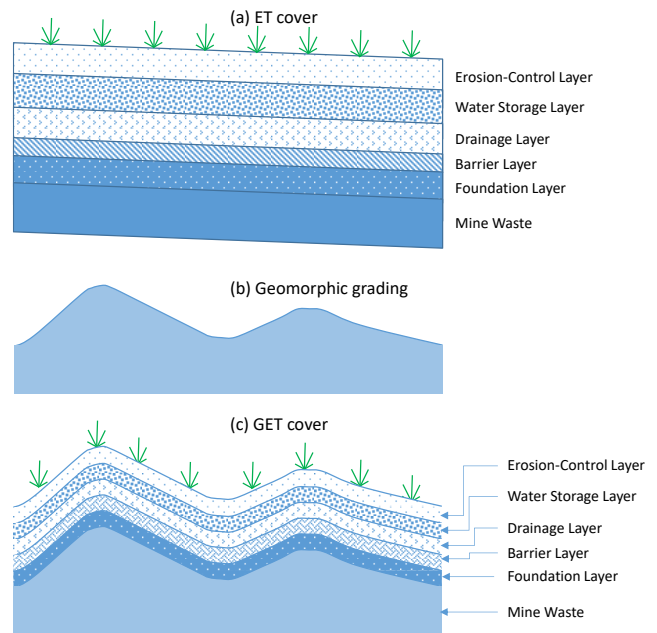 (a) ET cover
Erosion-Control Layer
Water Storage Layer
Drainage Layer
Barrier Layer
Foundation Layer
Mine Waste
(b) Geomorphic grading
(c) GET cover
Erosion-Control Layer
Water Storage Layer
Drainage Layer
Barrier Layer
Foundation Layer
Mine Waste